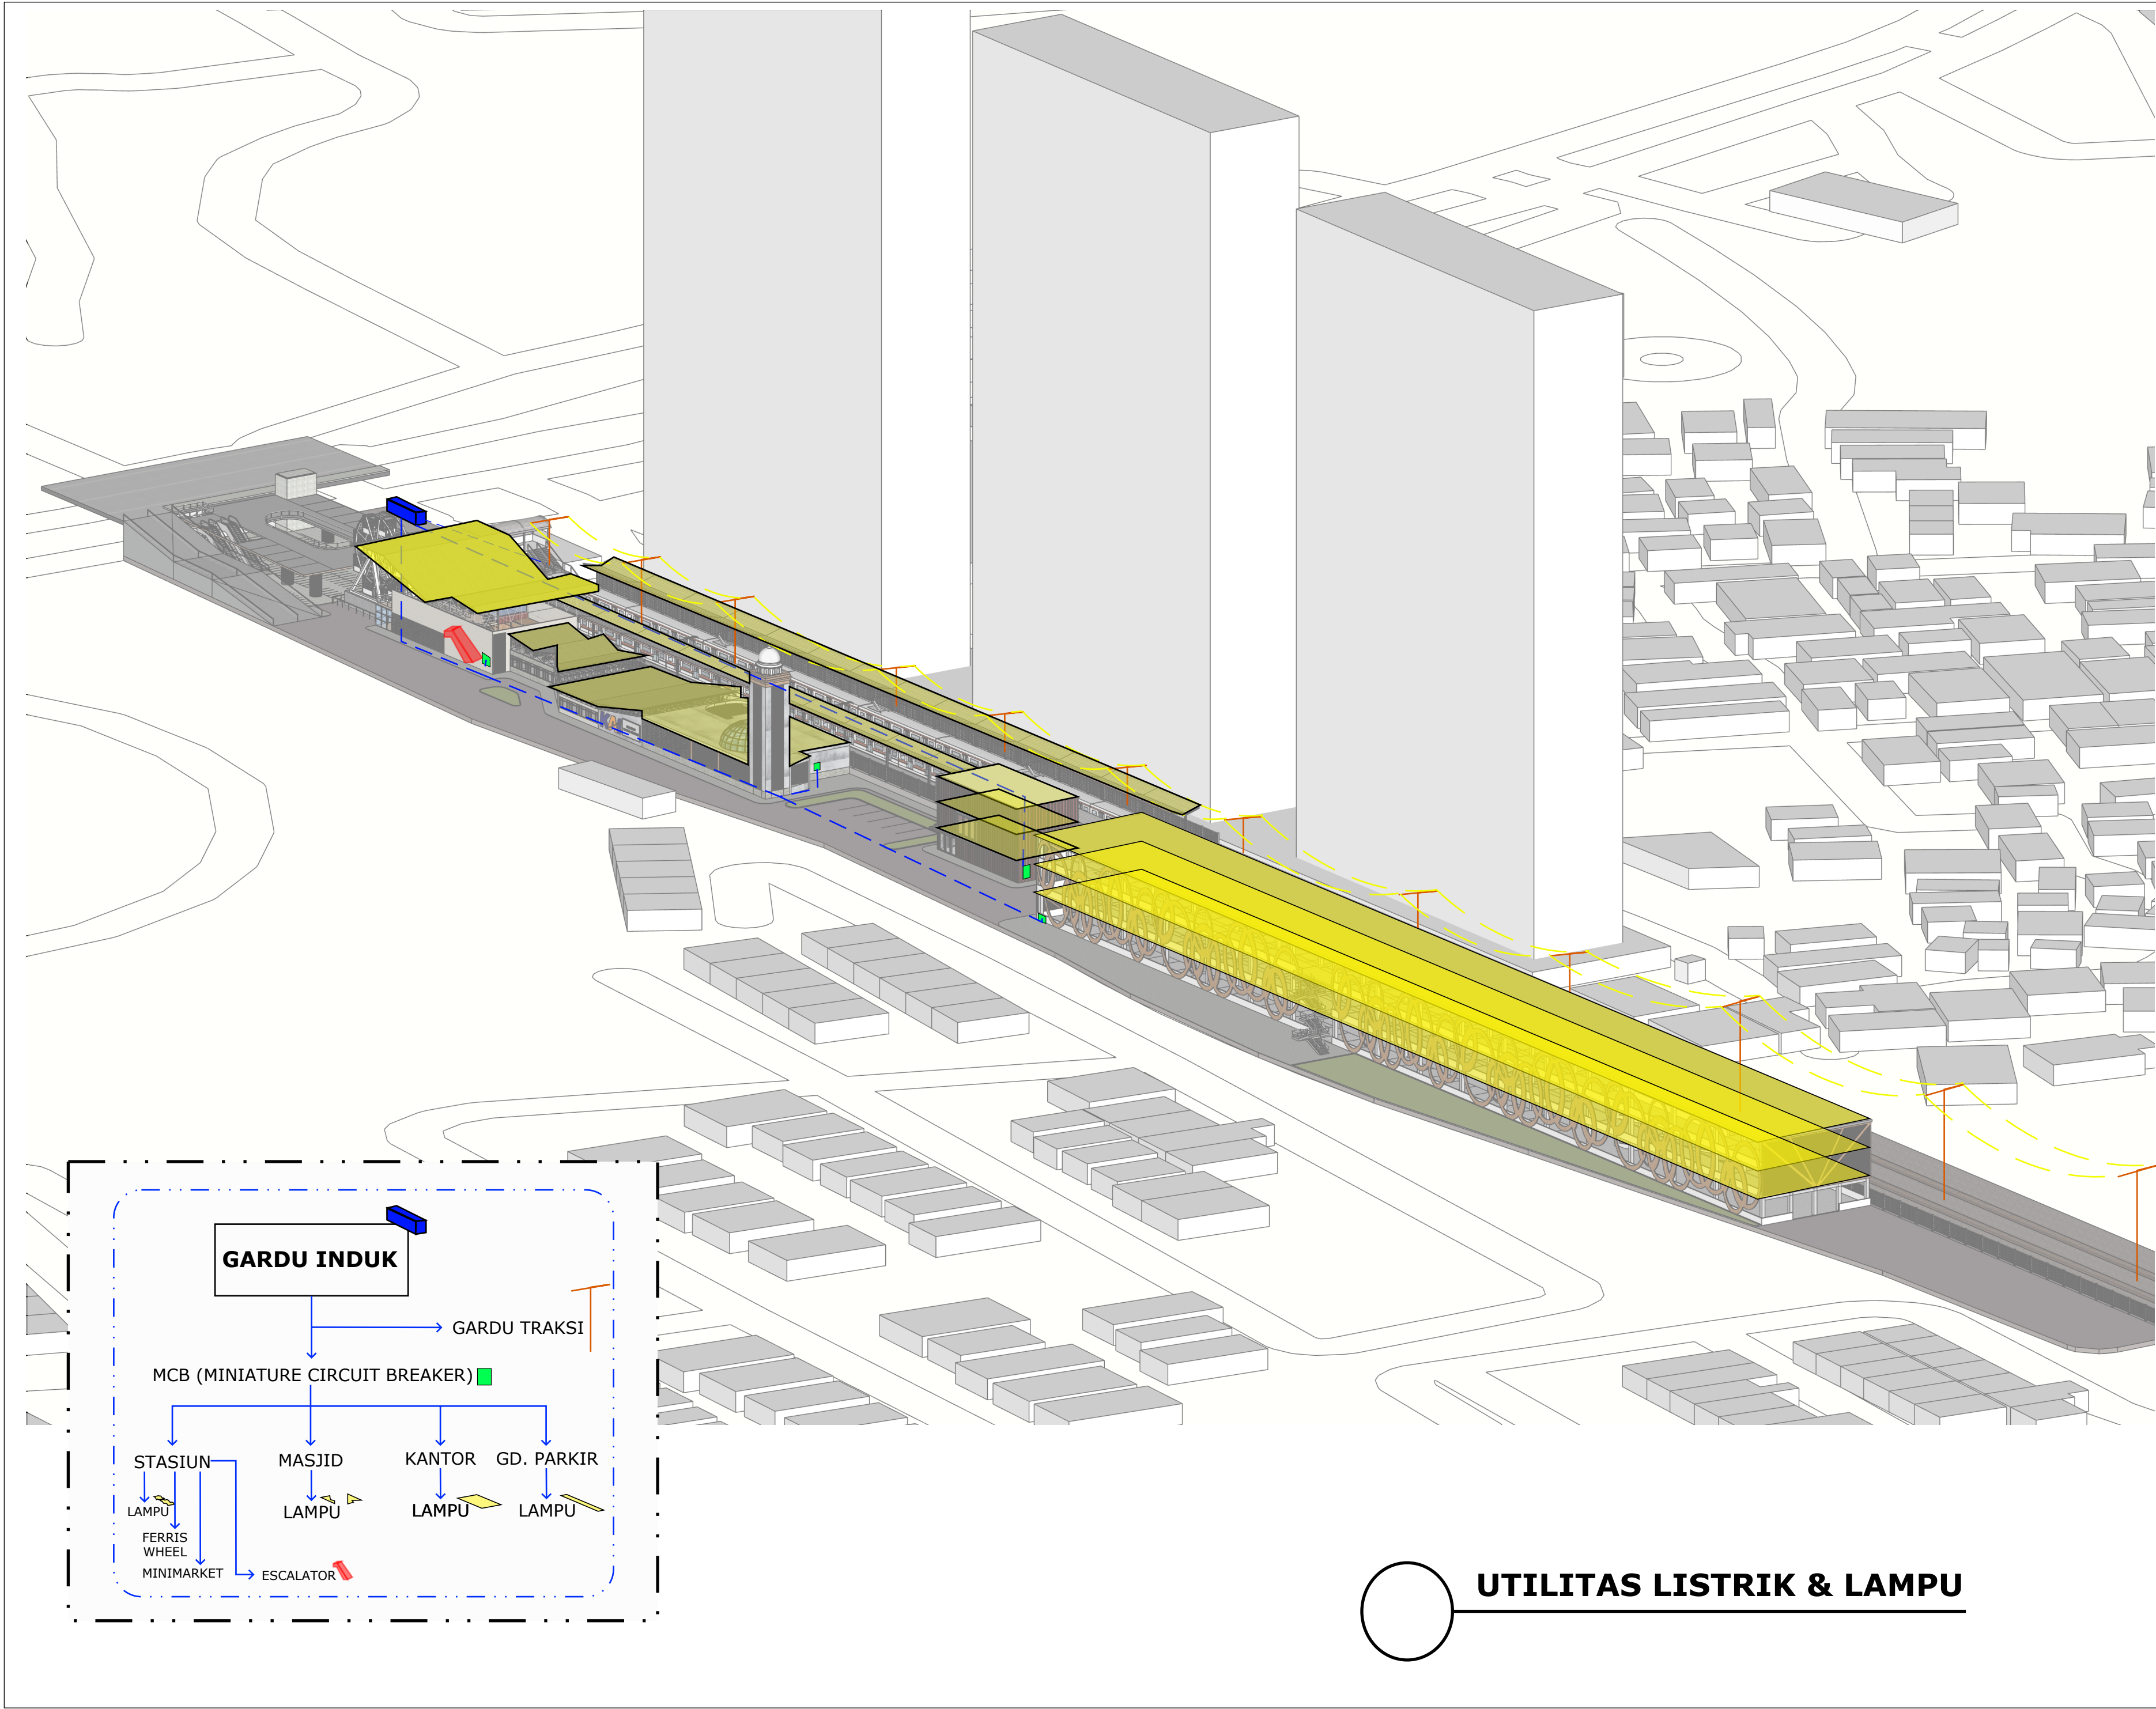 GARDU INDUK
GARDU TRAKSI
MCB (MINIATURE CIRCUIT BREAKER)
STASIUN
MASJID
KANTOR
GD. PARKIR
LAMPU
LAMPU
LAMPU
LAMPU
FERRIS
WHEEL
MINIMARKET
ESCALATOR
UTILITAS LISTRIK & LAMPU